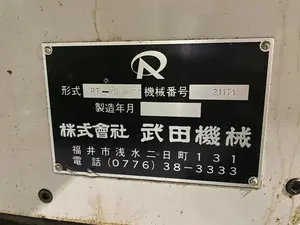 R
形式 機械番号 21171
製造年月
株式會社 武田機械
福井市浅水二日町131
電話(0776)38-3333